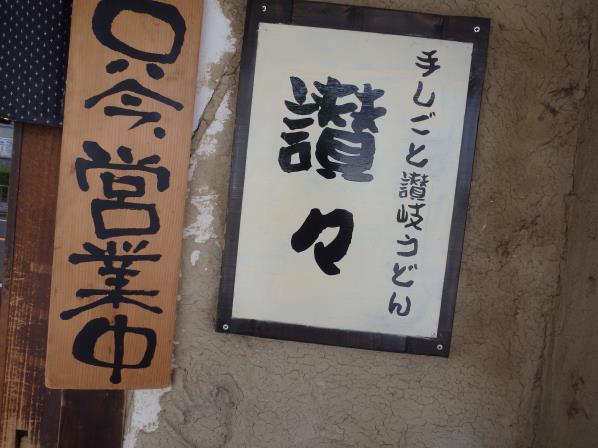 手しごと讃岐うどん
讃々
只今、営業中